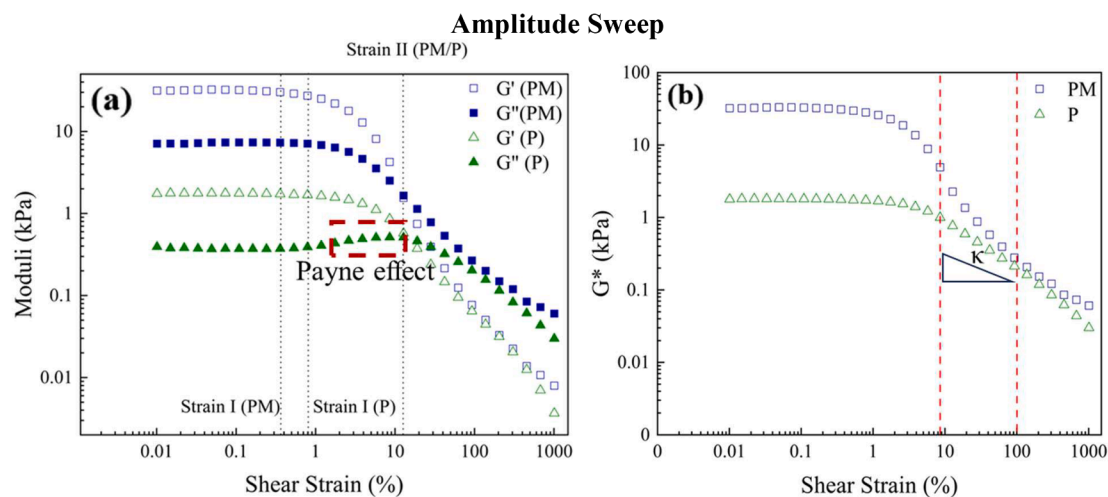 Amplitude Sweep
Strain II (PM/P)
(a)
G' (PM)
G"(PM)
G' (P)
G" (P)
Payne effect
Strain I (PM)
Strain I (P)
10
1
0.1
0.01
Moduli (kPa)
0.01 0.1 1 10 100 1000
Shear Strain (%)
(b)
PM
P
κ
100
10
1
0.1
0.01
0
G* (kPa)
0 0.01 0.1 1 10 100 1000
Shear Strain (%)